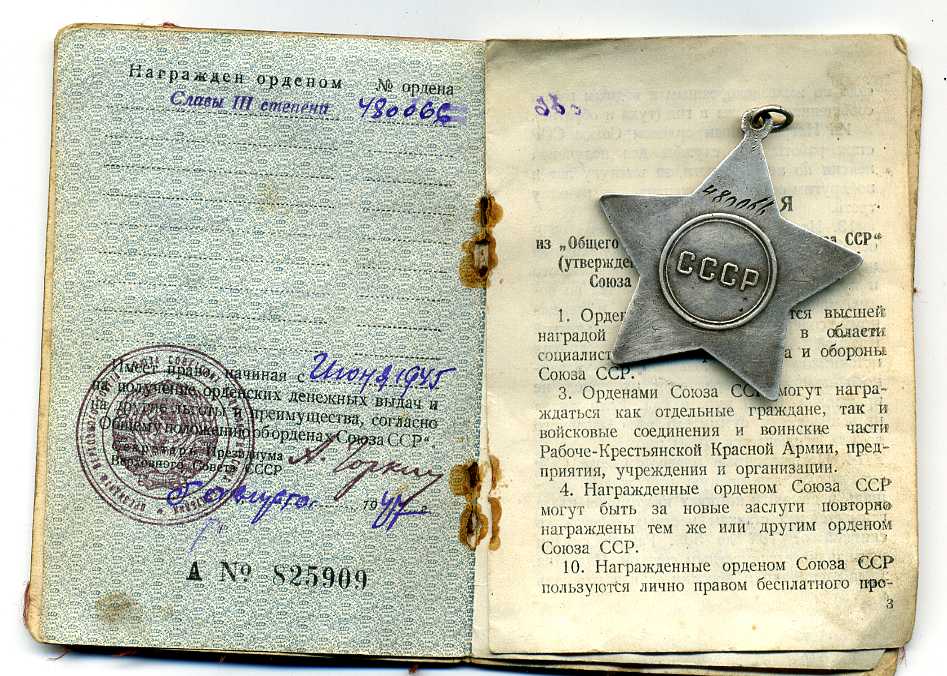 Награжден орденом № ордена
Славы III степени 480066
Имеет право, начиная с Июня 1945
на получение орденских денежных выдач и
на другие льготы и преимущества, согласно
„Общему положению об орденах Союза ССР“.
Секретарь Президиума
Верховного Совета СССР А. Горкин
5 августа 1947 г.
А № 825909
480066
СССР
Я
из „Общего ССР“
(утвержде
Союза
1. Орде ся высшей
наградой в области
социалист а и обороны
Союза ССР.
3. Орденами Союза ССР могут награ-
ждаться как отдельные граждане, так и
войсковые соединения и воинские части
Рабоче-Крестьянской Красной Армии, пред-
приятия, учреждения и организации.
4. Награжденные орденом Союза ССР
могут быть за новые заслуги повторно
награждены тем же или другим орденом
Союза ССР.
10. Награжденные орденом Союза ССР
пользуются лично правом бесплатного про-
3